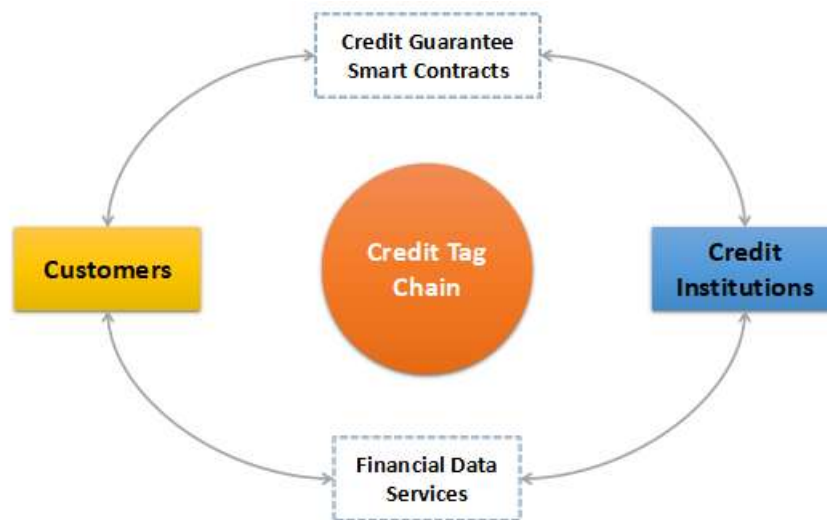 Credit Guarantee
Smart Contracts
Customers
Credit Tag
Chain
Credit
Institutions
Financial Data
Services